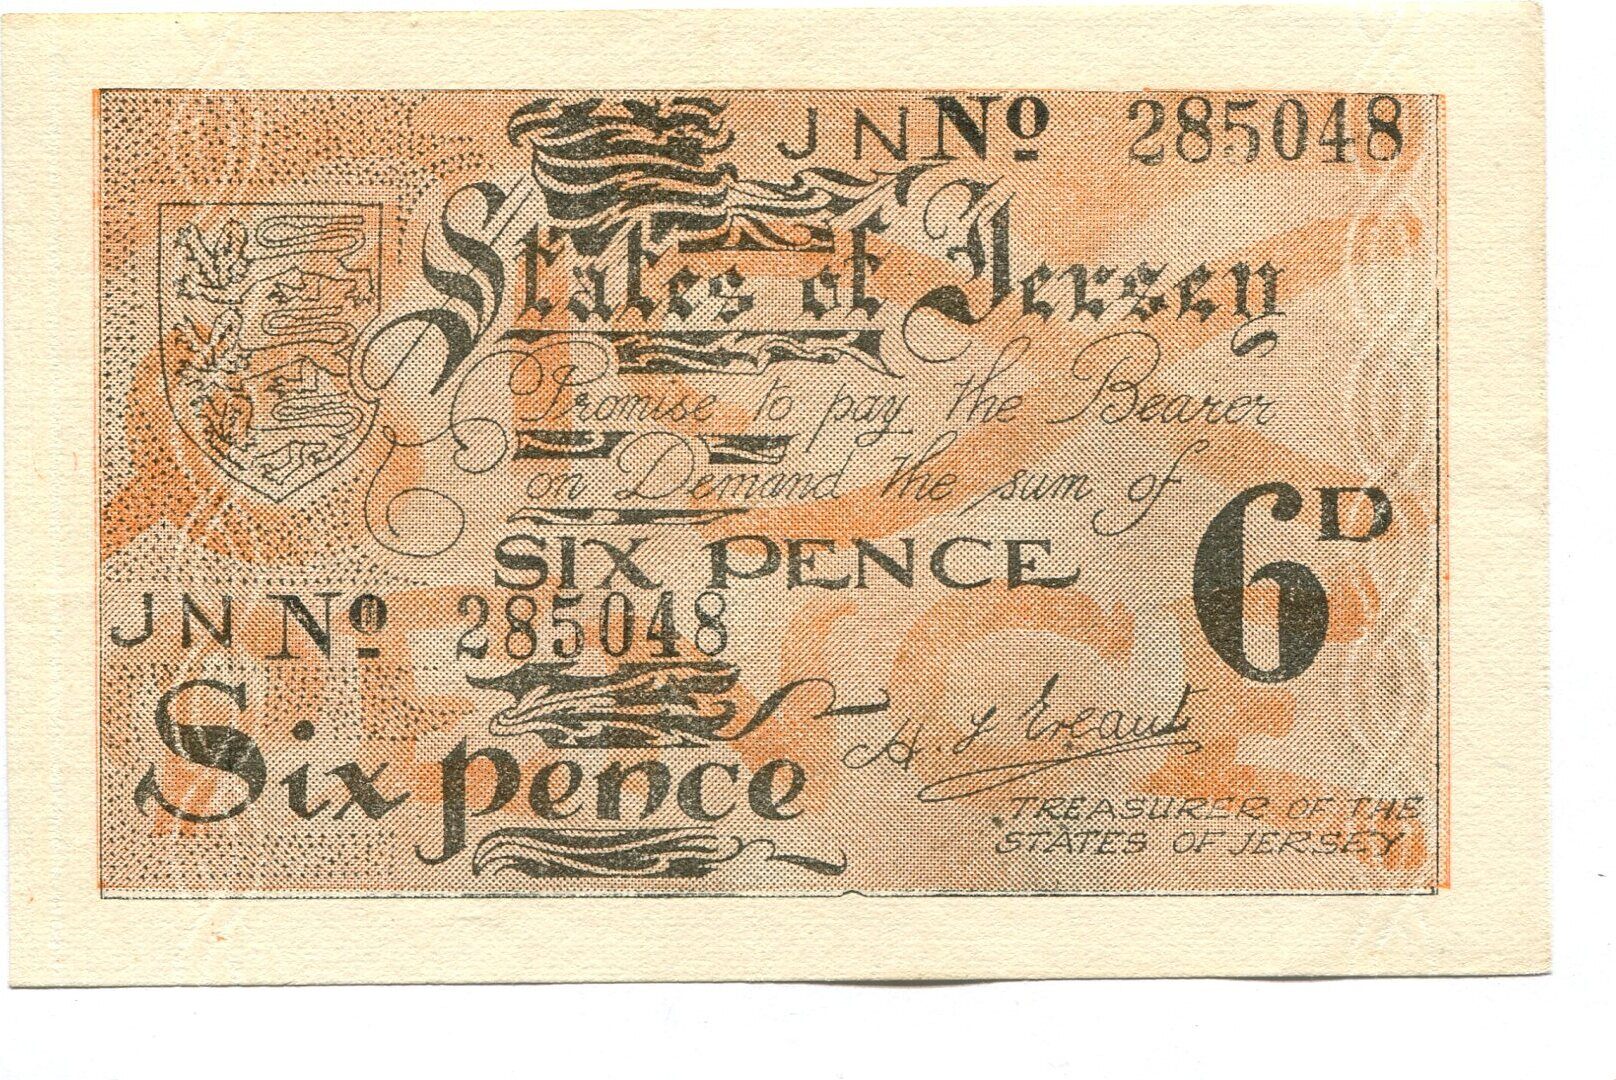 JN Nº 285048
States of Jersey
Promise to pay the Bearer
on Demand the sum of
SIX PENCE
6D
JN Nº 285048
Six pence
H. F. Ereaut
TREASURER OF THE
STATES OF JERSEY